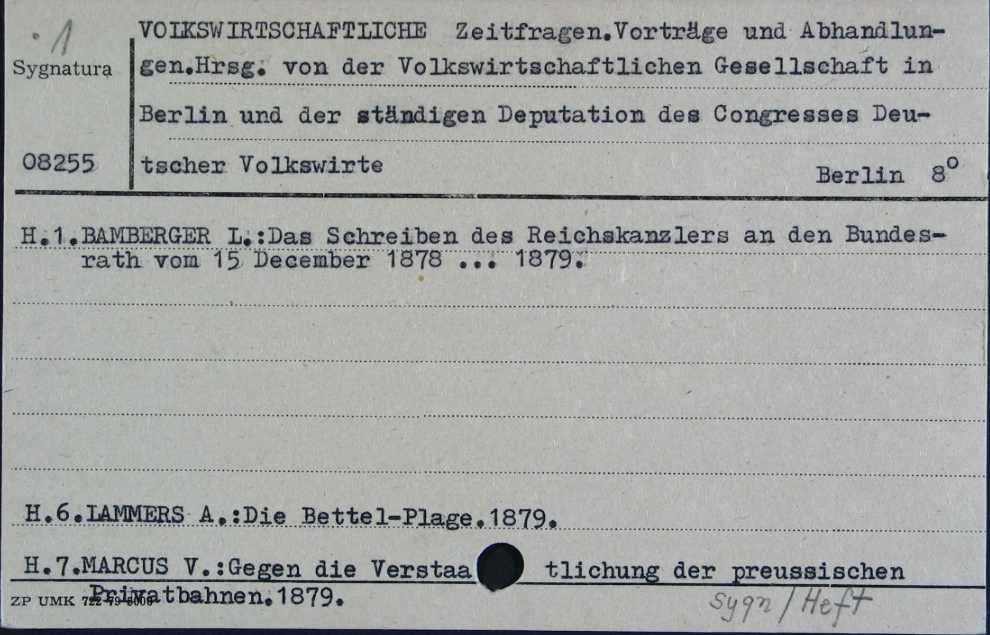 1
VOLKSWIRTSCHAFTLICHE Zeitfragen.Vorträge und Abhandlun-
Sygnatura
gen.Hrsg. von der Volkswirtschaftlichen Gesellschaft in
Berlin und der ständigen Deputation des Congresses Deu-
08255
tscher Volkswirte
Berlin 8°
H.1.BAMBERGER L.:Das Schreiben des Reichskanzlers an den Bundes-
rath vom 15 December 1878 ... 1879.
H.6.LAMMERS A.:Die Bettel-Plage.1879.
H.7.MARCUS V.:Gegen die Verstaa tlichung der preussischen
Privatbahnen.1879.
ZP UMK
Sygn/Heft